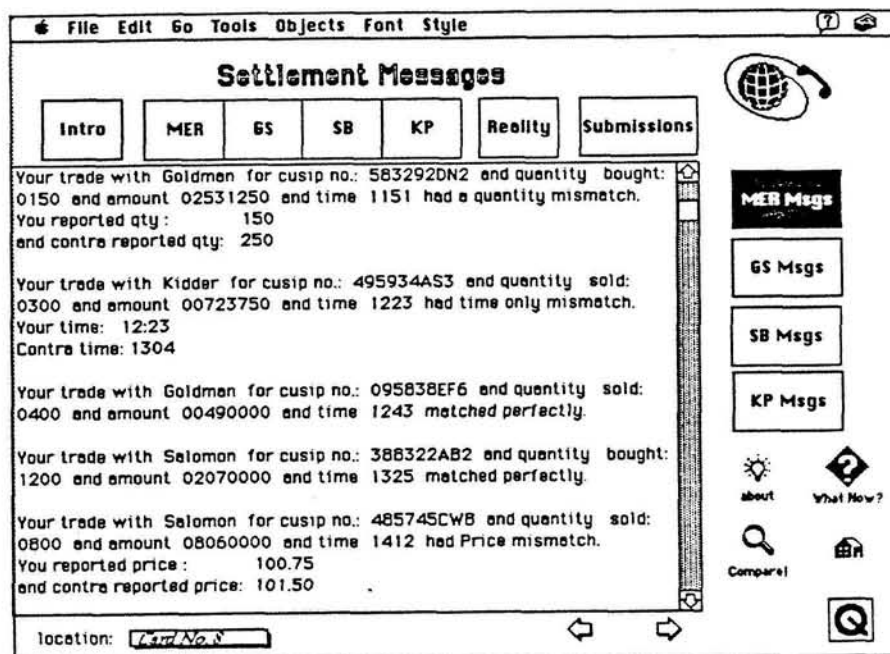 File Edit Go Tools Objects Font Style ?
Settlement Messages
Intro MER GS SB KP Reality Submissions
Your trade with Goldman for cusip no.: 583292DN2 and quantity bought:
0150 and amount 02531250 and time 1151 had a quantity mismatch.
You reported qty : 150
and contra reported qty: 250
Your trade with Kidder for cusip no.: 495934AS3 and quantity sold:
0300 and amount 00723750 and time 1223 had time only mismatch.
Your time: 12:23
Contra time: 1304
Your trade with Goldman for cusip no.: 095838EF6 and quantity sold:
0400 and amount 00490000 and time 1243 matched perfectly.
Your trade with Salomon for cusip no.: 388322AB2 and quantity bought:
1200 and amount 02070000 and time 1325 matched perfectly.
Your trade with Salomon for cusip no.: 485745CW8 and quantity sold:
0800 and amount 08060000 and time 1412 had Price mismatch.
You reported price : 100.75
and contra reported price: 101.50
MER Msgs
GS Msgs
SB Msgs
KP Msgs
about What Now?
Compare!
location: Card No. 8
Q